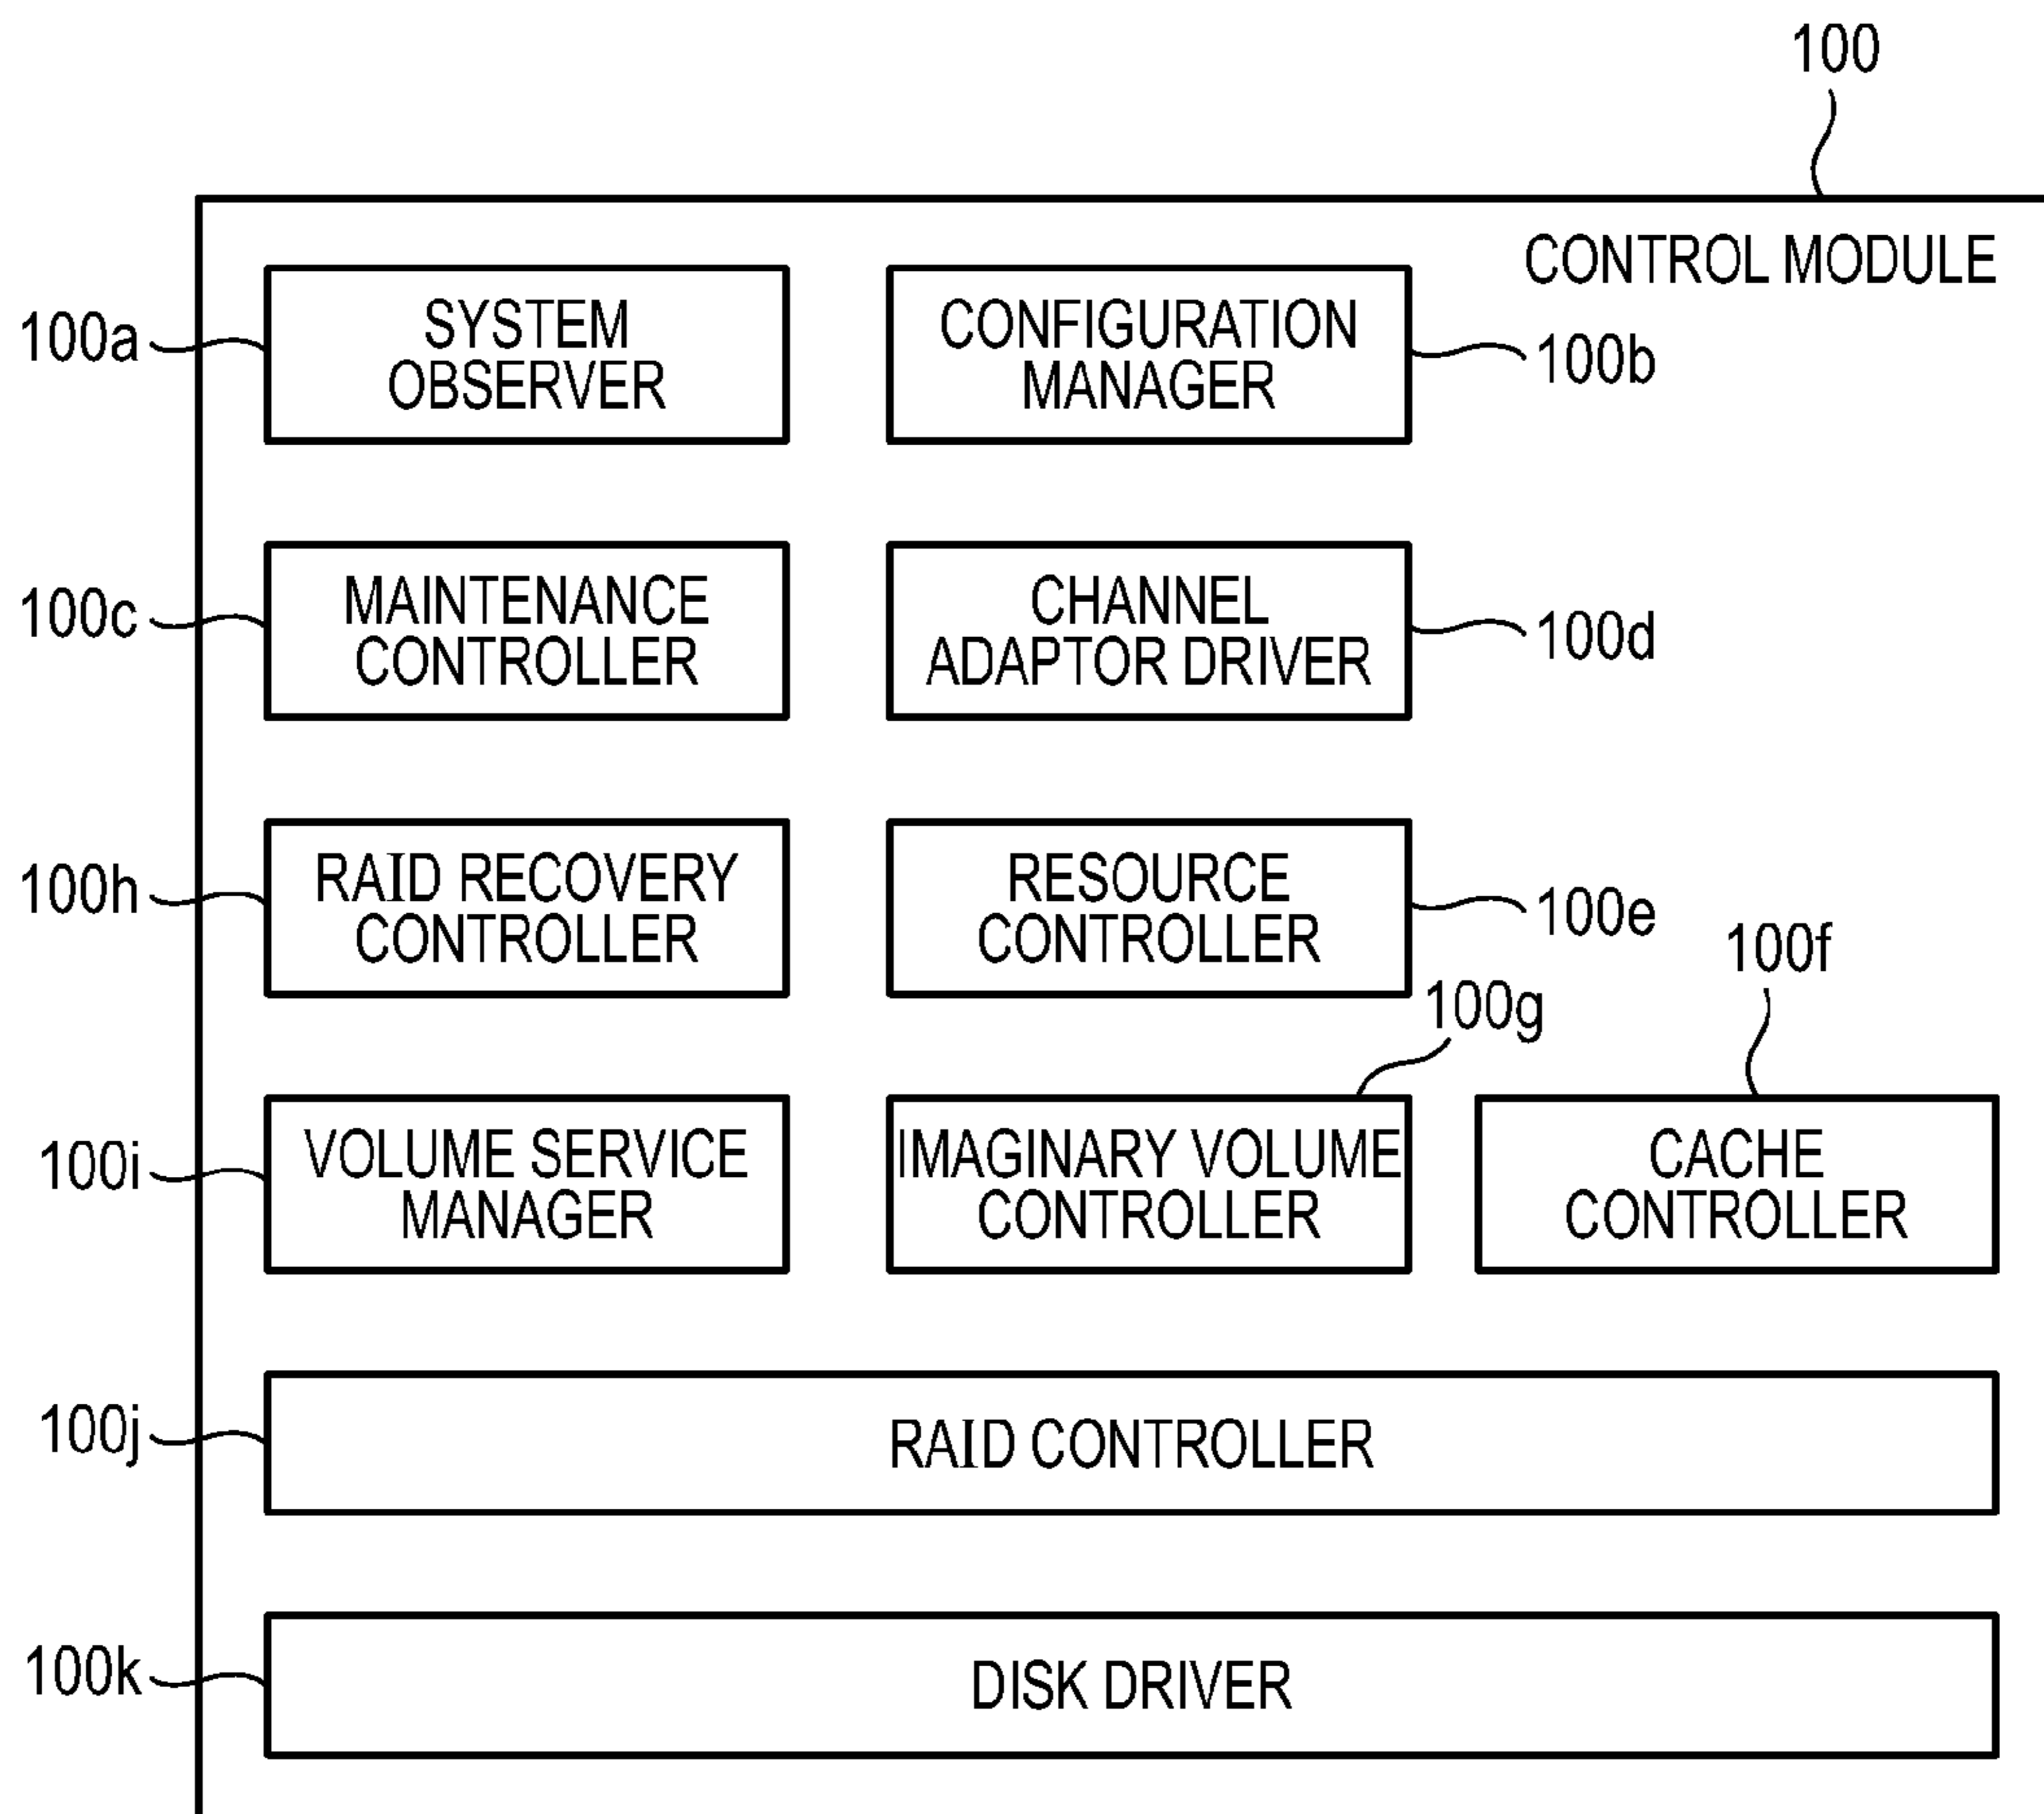 100
CONTROL MODULE
100a
SYSTEM
OBSERVER
CONFIGURATION
MANAGER
100b
100c
MAINTENANCE
CONTROLLER
CHANNEL
ADAPTOR DRIVER
100d
100h
RAID RECOVERY
CONTROLLER
RESOURCE
CONTROLLER
100e
100f
100g
100i
VOLUME SERVICE
MANAGER
IMAGINARY VOLUME
CONTROLLER
CACHE
CONTROLLER
100j
RAID CONTROLLER
100k
DISK DRIVER